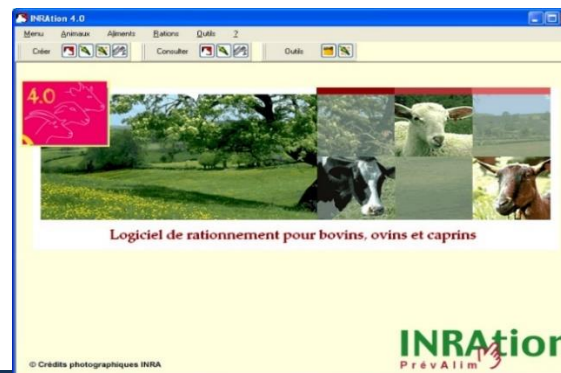 INRAtion 4.0
Menu Animaux Aliments Rations Outils ?
Créer Consulter Outils
4.0
Logiciel de rationnement pour bovins, ovins et caprins
INRAtion
PrévAlim
© Crédits photographiques INRA